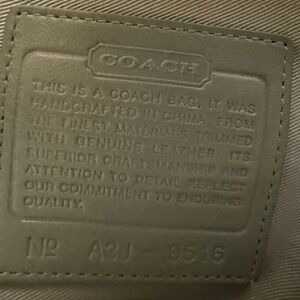 COACH
THIS IS A COACH BAG. IT WAS
HANDCRAFTED IN CHINA FROM
THE FINEST MATERIALS TRIMMED
WITH GENUINE LEATHER. ITS
SUPERIOR CRAFTSMANSHIP AND
ATTENTION TO DETAIL REFLECT
OUR COMMITMENT TO ENDURING
QUALITY.
Nº A3J - 9516